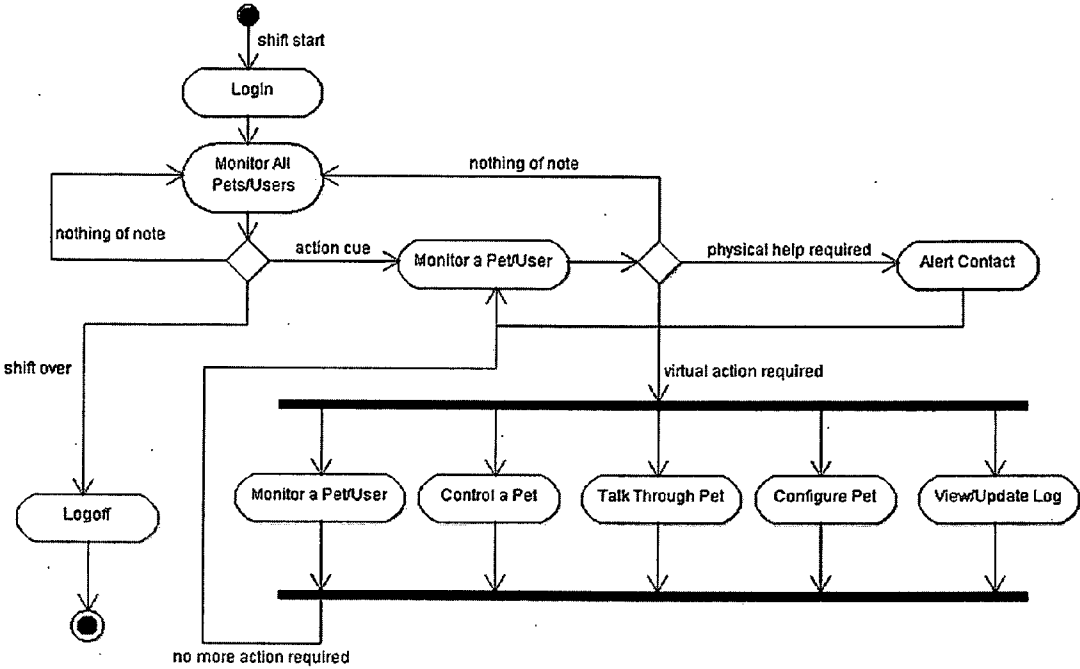 shift start
LogIn
Monitor All
Pets/Users
nothing of note
nothing of note
action cue
Monitor a Pet/User
physical help required
Alert Contact
shift over
virtual action required
Monitor a Pet/User
Control a Pet
Talk Through Pet
Configure Pet
View/Update Log
Logoff
no more action required